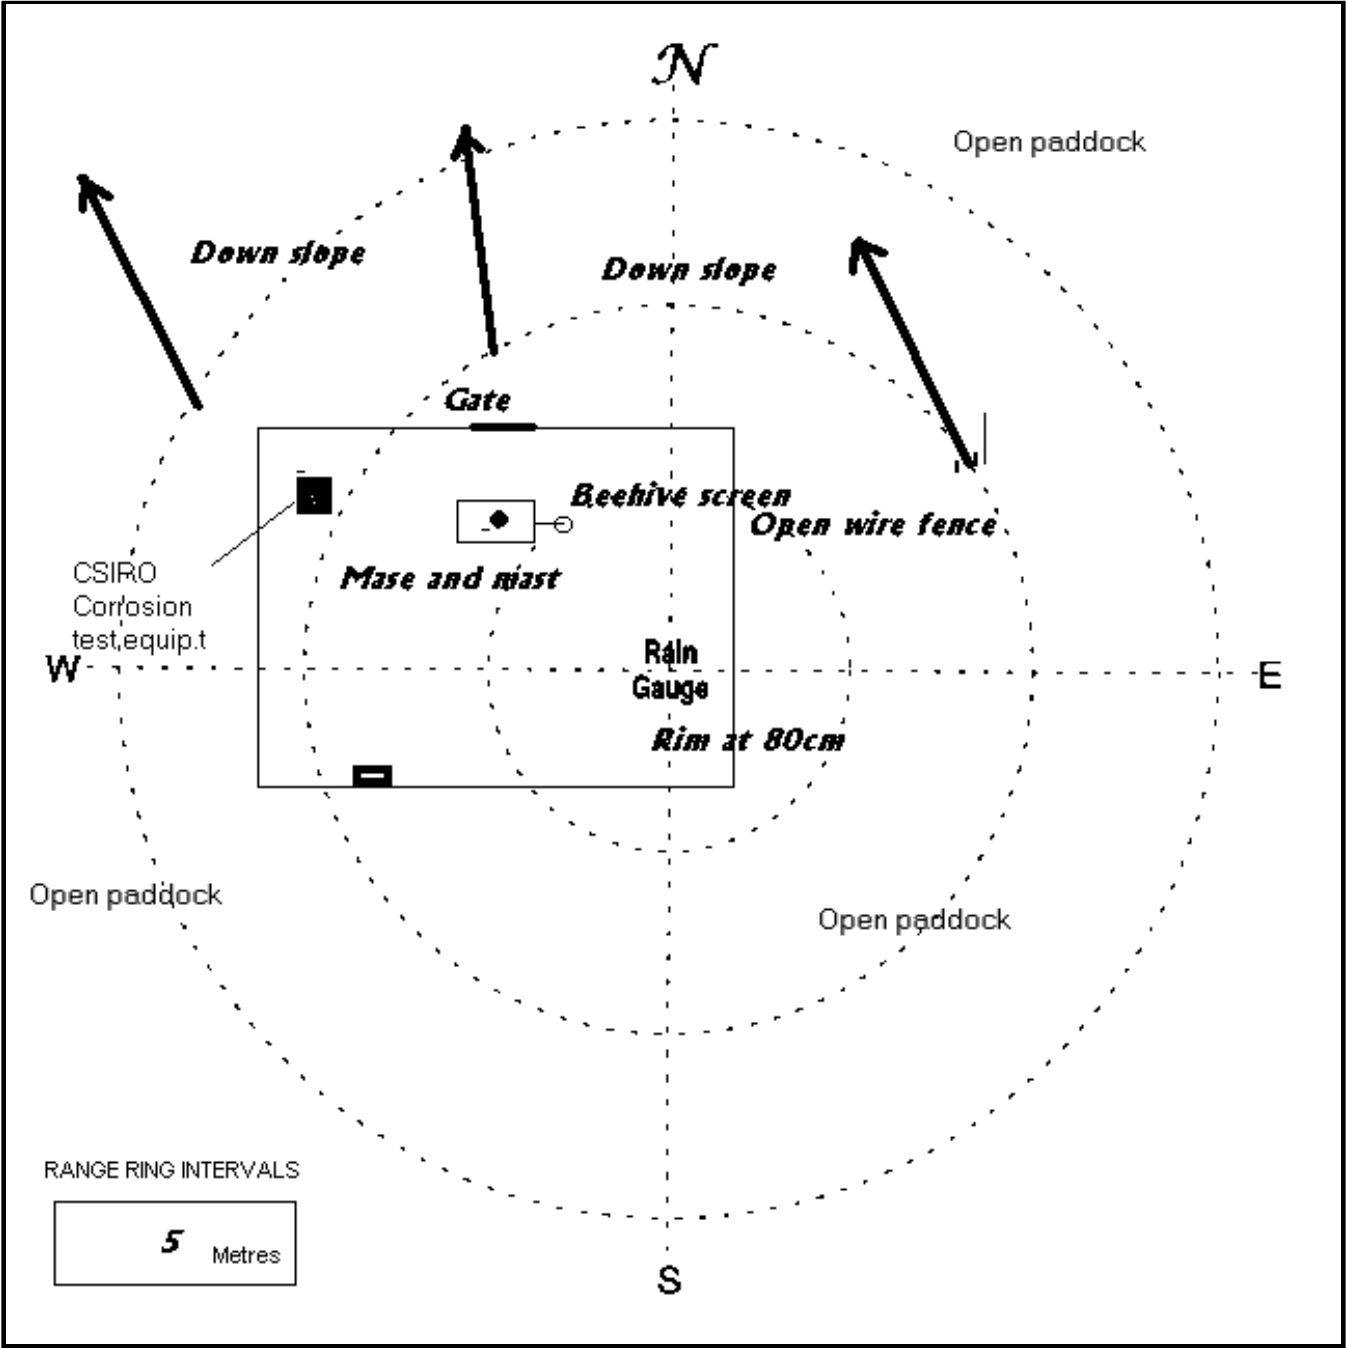 N
Open paddock
Down slope
Down slope
Gate
Beehive screen
Open wire fence
Mase and mast
CSIRO
Corrosion
test.equip.t
W
Rain
Gauge
E
Rim at 80cm
Open paddock
Open paddock
RANGE RING INTERVALS
5 Metres
S